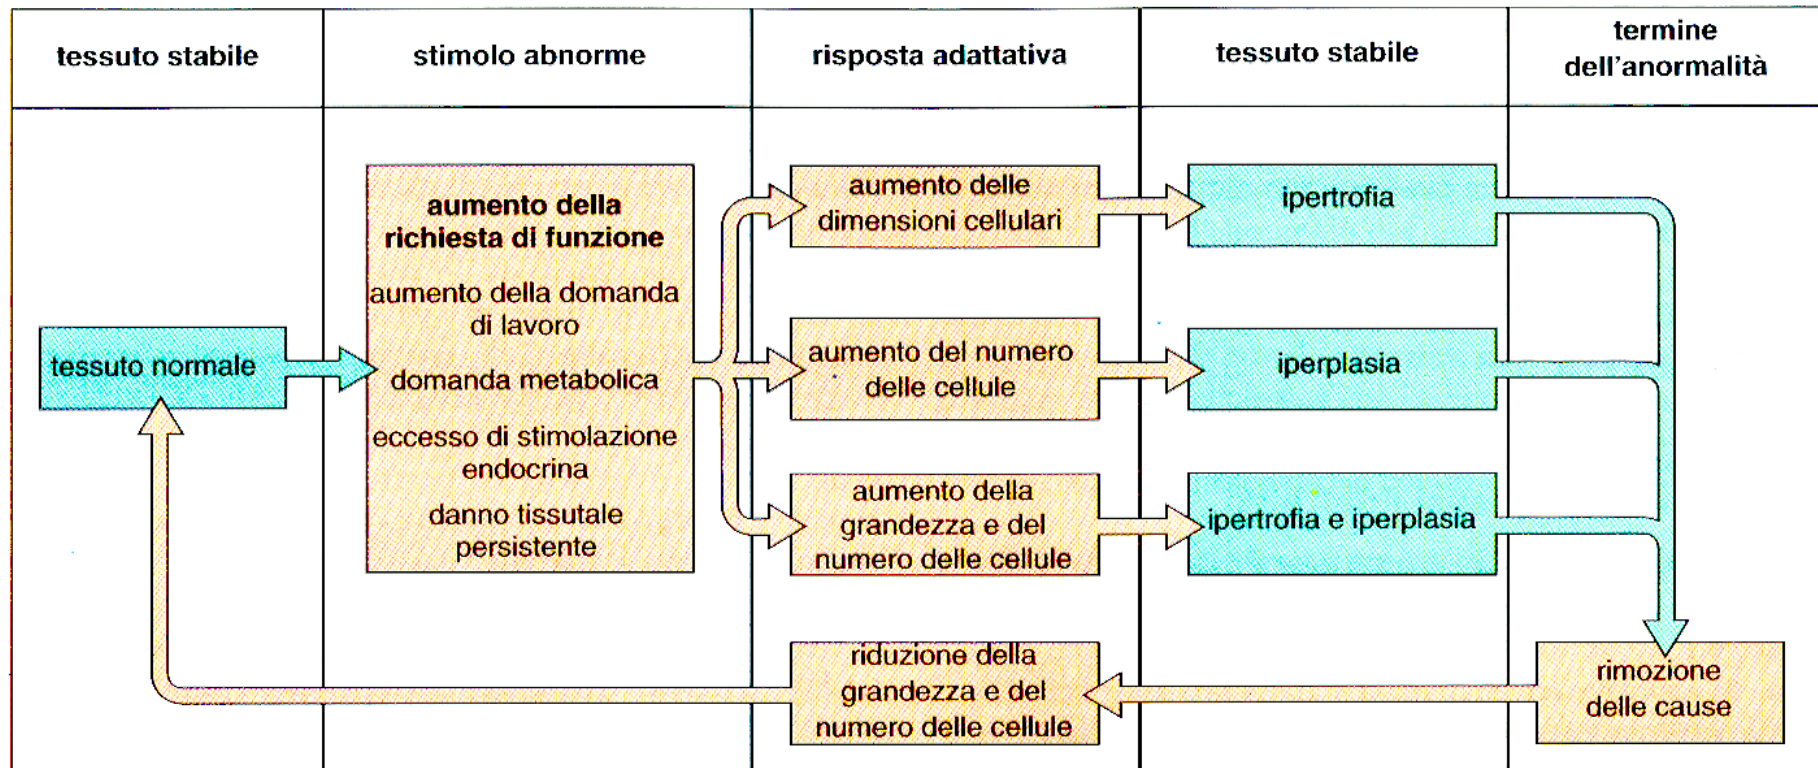 tessuto stabile
stimolo abnorme
risposta adattativa
tessuto stabile
termine
dell'anormalità
tessuto normale
aumento della
richiesta di funzione
aumento della domanda
di lavoro
domanda metabolica
eccesso di stimolazione
endocrina
danno tissutale
persistente
aumento delle
dimensioni cellulari
aumento del numero
delle cellule
aumento della
grandezza e del
numero delle cellule
ipertrofia
iperplasia
ipertrofia e iperplasia
rimozione
delle cause
riduzione della
grandezza e del
numero delle cellule